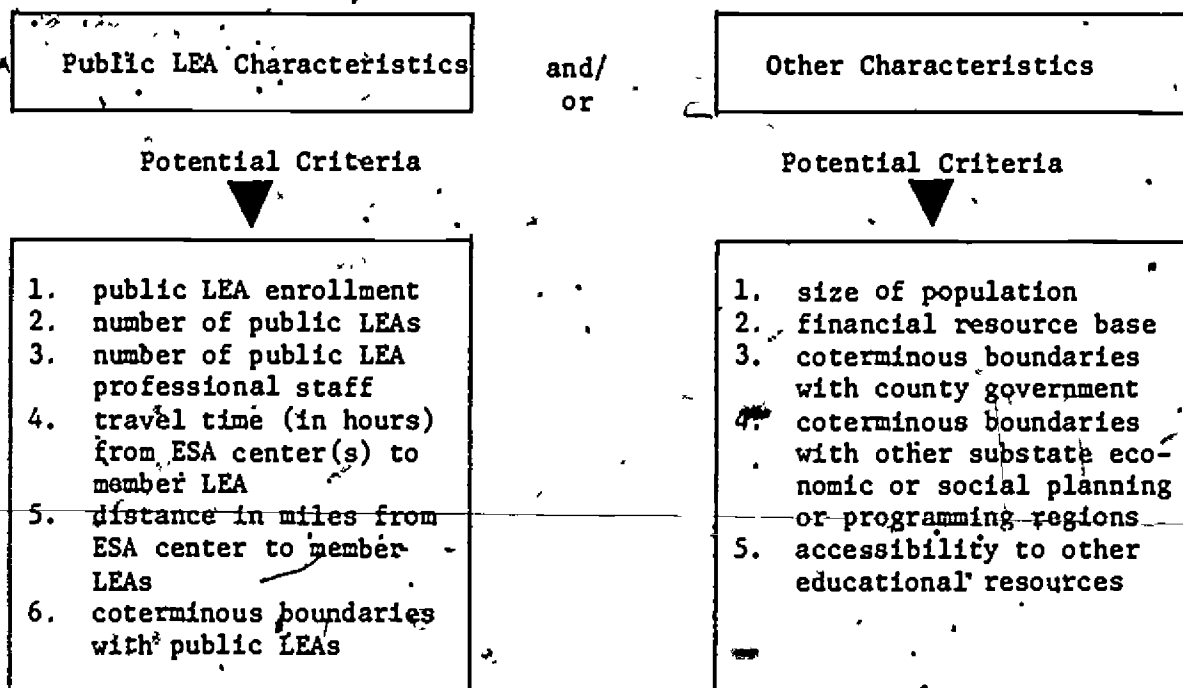 Public LEA Characteristics
and/
or
Other Characteristics
Potential Criteria
1. public LEA enrollment
2. number of public LEAs
3. number of public LEA
professional staff
4. travel time (in hours)
from ESA center(s) to
member LEA
5. distance in miles from
ESA center to member
LEAs
6. coterminous boundaries
with public LEAs
Potential Criteria
1. size of population
2. financial resource base
3. coterminous boundaries
with county government
4. coterminous boundaries
with other substate eco-
nomic or social planning
or programming regions
5. accessibility to other
educational resources